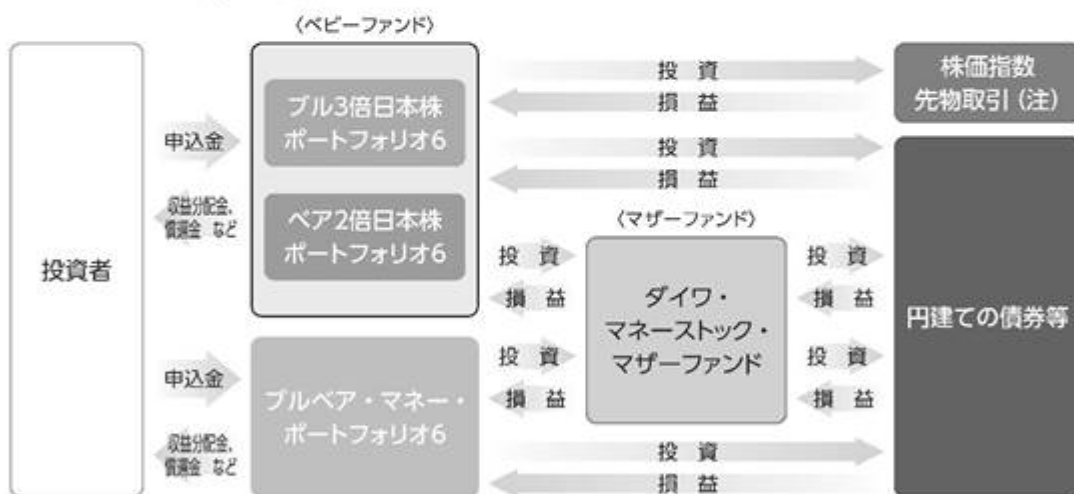 〈ベビーファンド〉
投資者
申込金
収益分配金、
償還金 など
ブル3倍日本株
ポートフォリオ6
ベア2倍日本株
ポートフォリオ6
投 資
損 益
株価指数
先物取引(注)
投 資
損 益
〈マザーファンド〉
投 資
損 益
ダイワ・
マネーストック・
マザーファンド
投 資
損 益
円建ての債券等
申込金
収益分配金、
償還金 など
ブルベア・マネー・
ポートフォリオ6
投 資
損 益
投 資
損 益
投 資
損 益